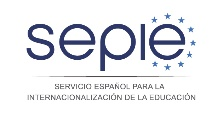 sepie
SERVICIO ESPAÑOL PARA LA
INTERNACIONALIZACIÓN DE LA EDUCACIÓN